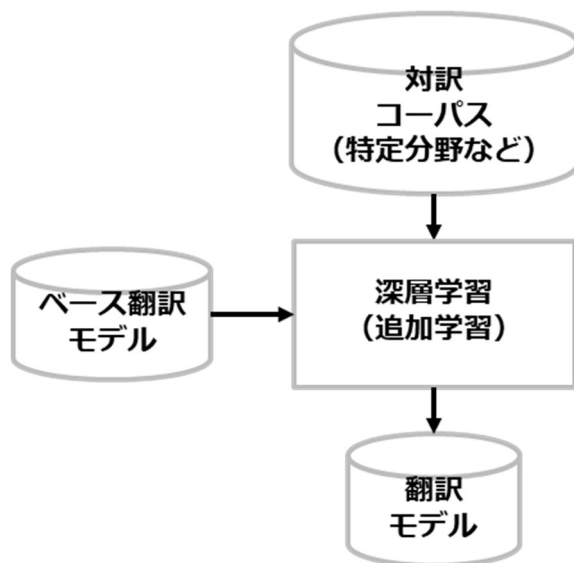 対訳
コーパス
（特定分野など）
ベース翻訳
モデル
深層学習
（追加学習）
翻訳
モデル